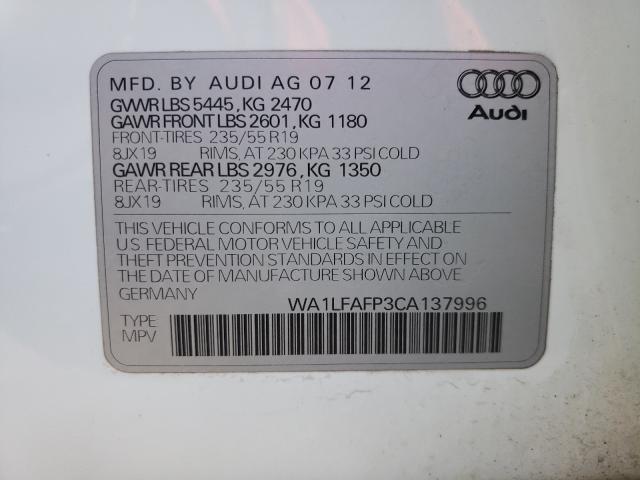 MFD. BY AUDI AG 07 12
GVWR LBS 5445, KG 2470
GAWR FRONT LBS 2601, KG 1180
FRONT-TIRES 235/55 R19
8JX19 RIMS, AT 230 KPA 33 PSI COLD
GAWR REAR LBS 2976, KG 1350
REAR-TIRES 235/55 R19
8JX19 RIMS, AT 230 KPA 33 PSI COLD
Audi
THIS VEHICLE CONFORMS TO ALL APPLICABLE
U.S. FEDERAL MOTOR VEHICLE SAFETY AND
THEFT PREVENTION STANDARDS IN EFFECT ON
THE DATE OF MANUFACTURE SHOWN ABOVE.
GERMANY
WA1LFAFP3CA137996
TYPE
MPV